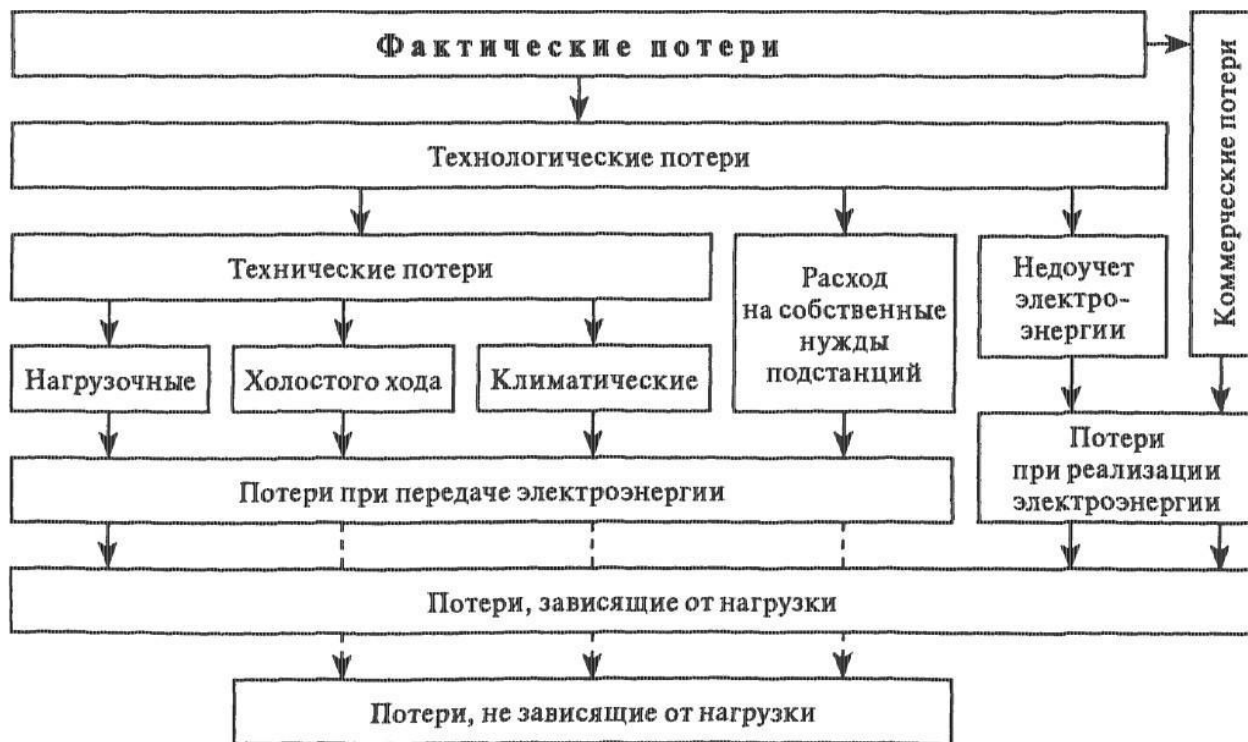 Фактические потери
Коммерческие потери
Технологические потери
Технические потери
Расход
на собственные
нужды
подстанций
Недоучет
электро-
энергии
Нагрузочные
Холостого хода
Климатические
Потери при передаче электроэнергии
Потери
при реализации
электроэнергии
Потери, зависящие от нагрузки
Потери, не зависящие от нагрузки